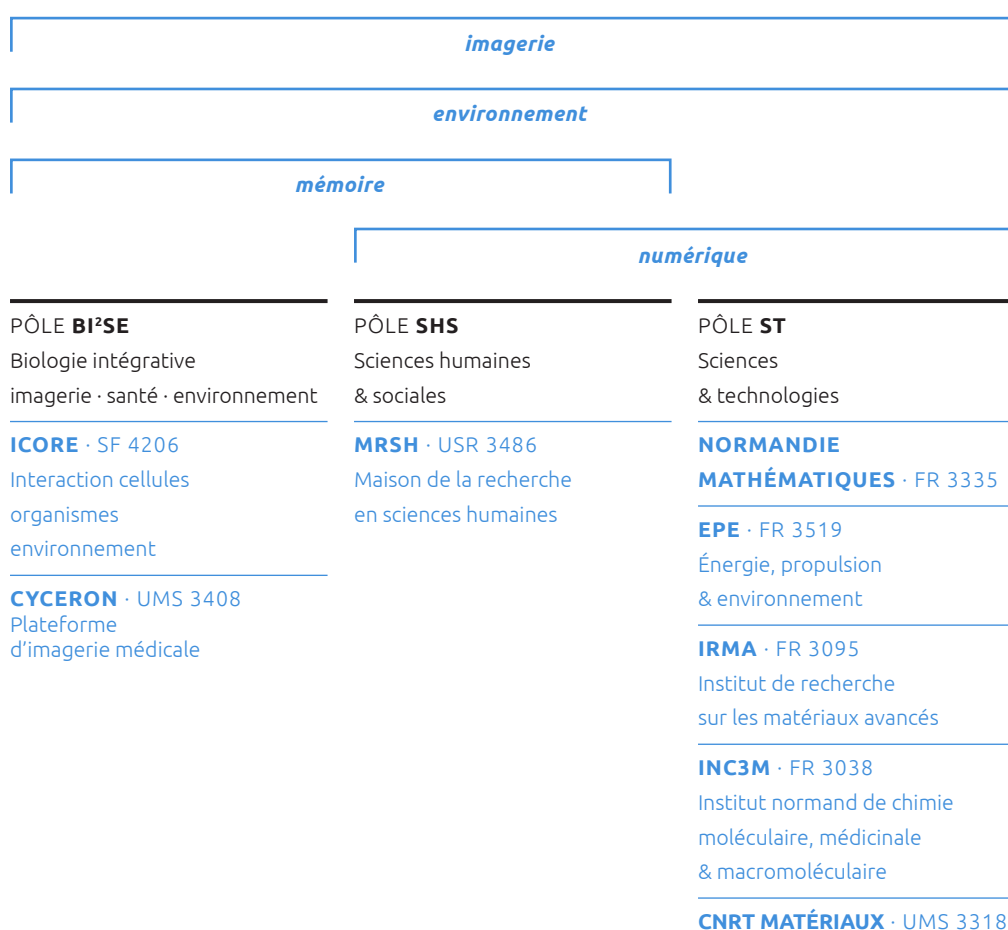 imagerie
environnement
mémoire
numérique
PÔLE BI²SE
Biologie intégrative
imagerie · santé · environnement
ICORE · SF 4206
Interaction cellules
organismes
environnement
CYCERON · UMS 3408
Plateforme
d’imagerie médicale
PÔLE SHS
Sciences humaines
& sociales
MRSH · USR 3486
Maison de la recherche
en sciences humaines
PÔLE ST
Sciences
& technologies
NORMANDIE
MATHÉMATIQUES · FR 3335
EPE · FR 3519
Énergie, propulsion
& environnement
IRMA · FR 3095
Institut de recherche
sur les matériaux avancés
INC3M · FR 3038
Institut normand de chimie
moléculaire, médicinale
& macromoléculaire
CNRT MATÉRIAUX · UMS 3318